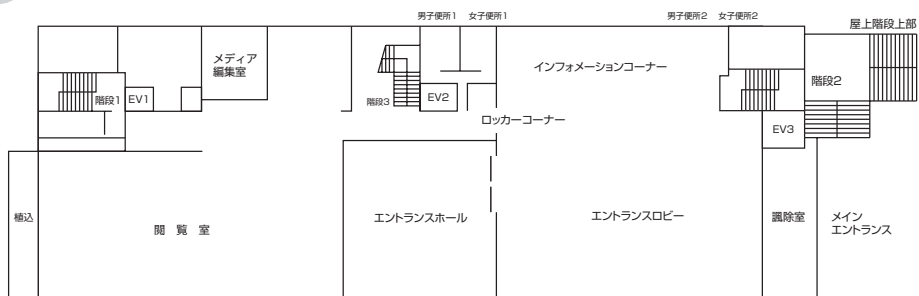 男子便所1 女子便所1
男子便所2 女子便所2
屋上階段上部
メディア
編集室
インフォメーションコーナー
階段2
階段1
EV1
階段3
EV2
ロッカーコーナー
EV3
植込
閲 覧 室
エントランスホール
エントランスロビー
諷除室
メイン
エントランス